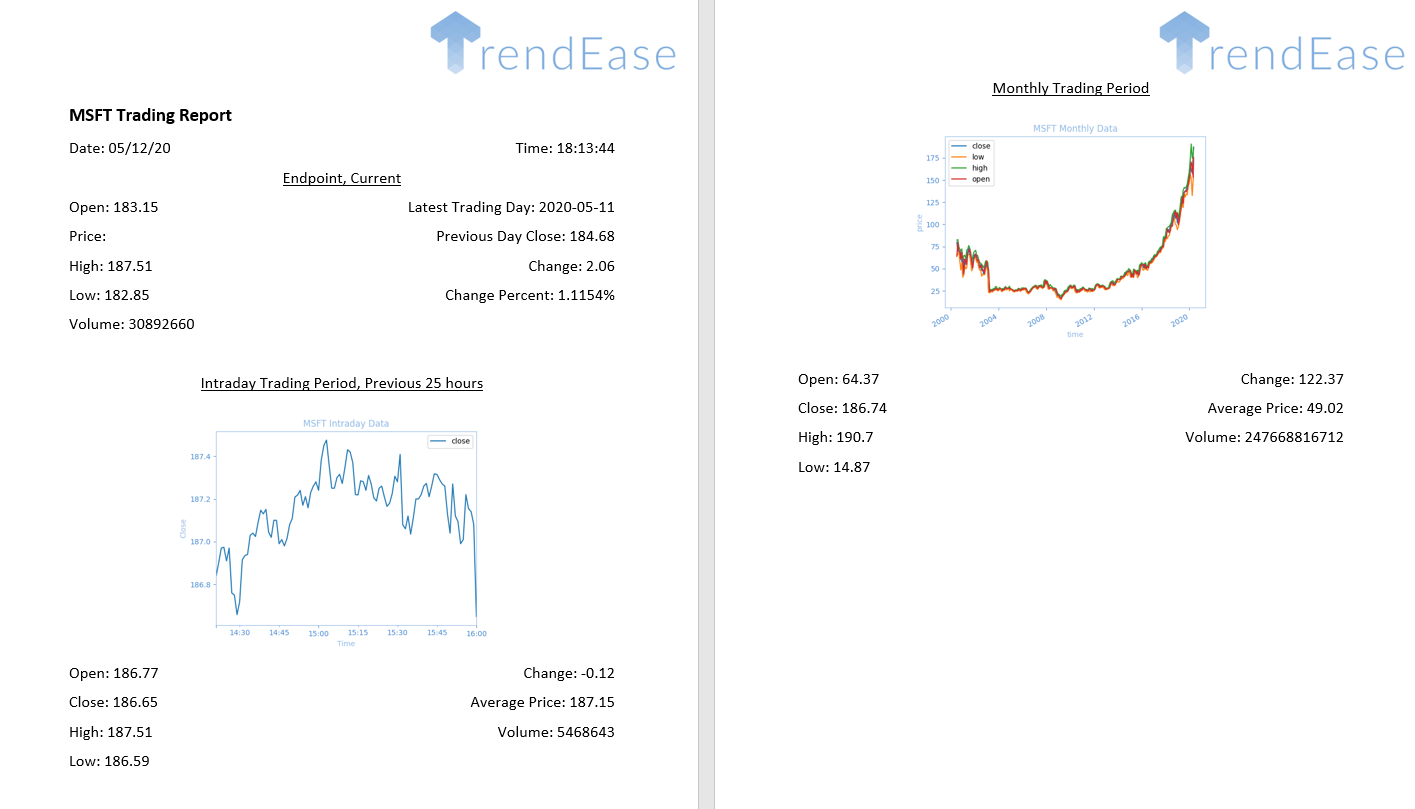 TrendEase
MSFT Trading Report
Date: 05/12/20 Time: 18:13:44
Endpoint, Current
Open: 183.15 Latest Trading Day: 2020-05-11
Price: Previous Day Close: 184.68
High: 187.51 Change: 2.06
Low: 182.85 Change Percent: 1.1154%
Volume: 30892660
Intraday Trading Period, Previous 25 hours
MSFT Intraday Data
close
187.4
187.2
187.0
186.8
Close
14:30 14:45 15:00 15:15 15:30 15:45 16:00
Time
Open: 186.77 Change: -0.12
Close: 186.65 Average Price: 187.15
High: 187.51 Volume: 5468643
Low: 186.59
TrendEase
Monthly Trading Period
MSFT Monthly Data
close
low
high
open
175
150
125
100
75
50
25
price
2000 2004 2008 2012 2016 2020
time
Open: 64.37 Change: 122.37
Close: 186.74 Average Price: 49.02
High: 190.7 Volume: 247668816712
Low: 14.87